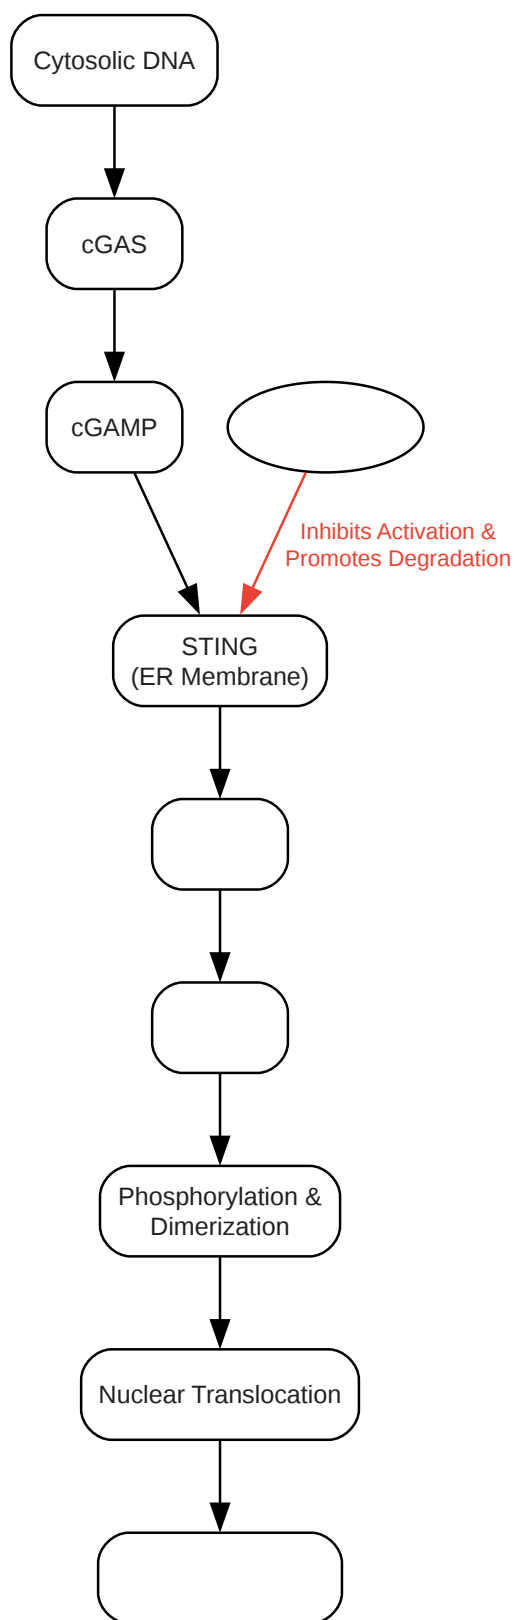 Cytosolic DNA
cGAS
cGAMP
Inhibits Activation &
Promotes Degradation
STING
(ER Membrane)
Phosphorylation &
Dimerization
Nuclear Translocation